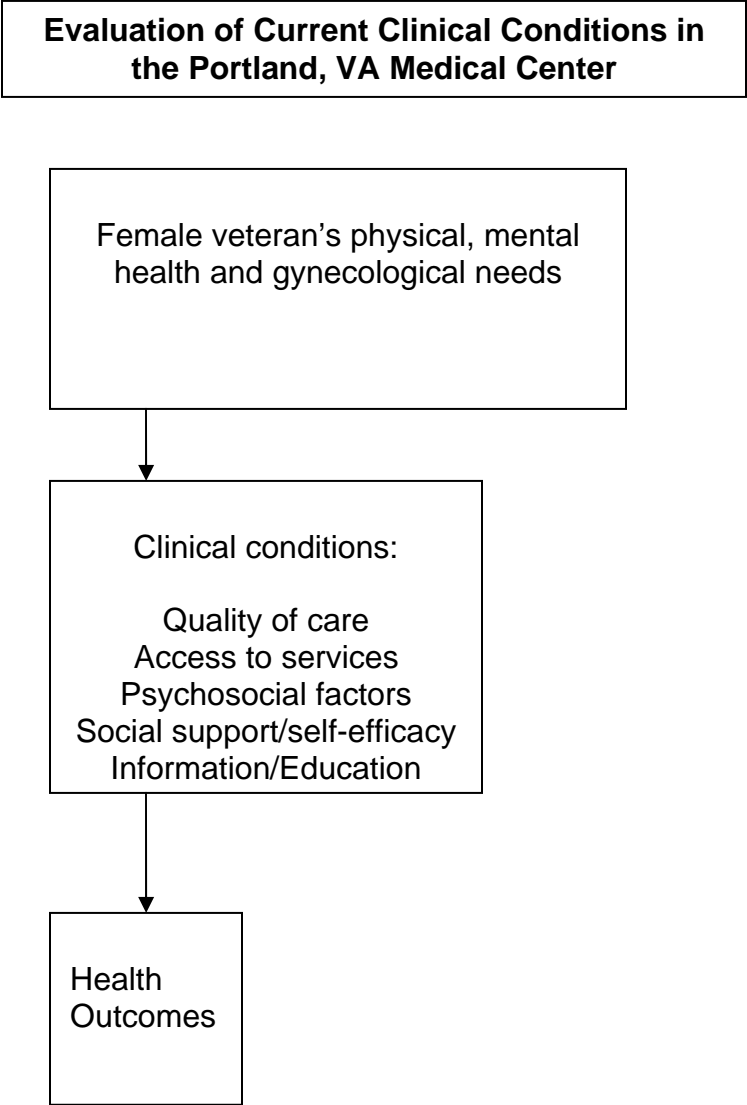 Evaluation of Current Clinical Conditions in
the Portland, VA Medical Center
Female veteran’s physical, mental
health and gynecological needs
Clinical conditions:
Quality of care
Access to services
Psychosocial factors
Social support/self-efficacy
Information/Education
Health
Outcomes